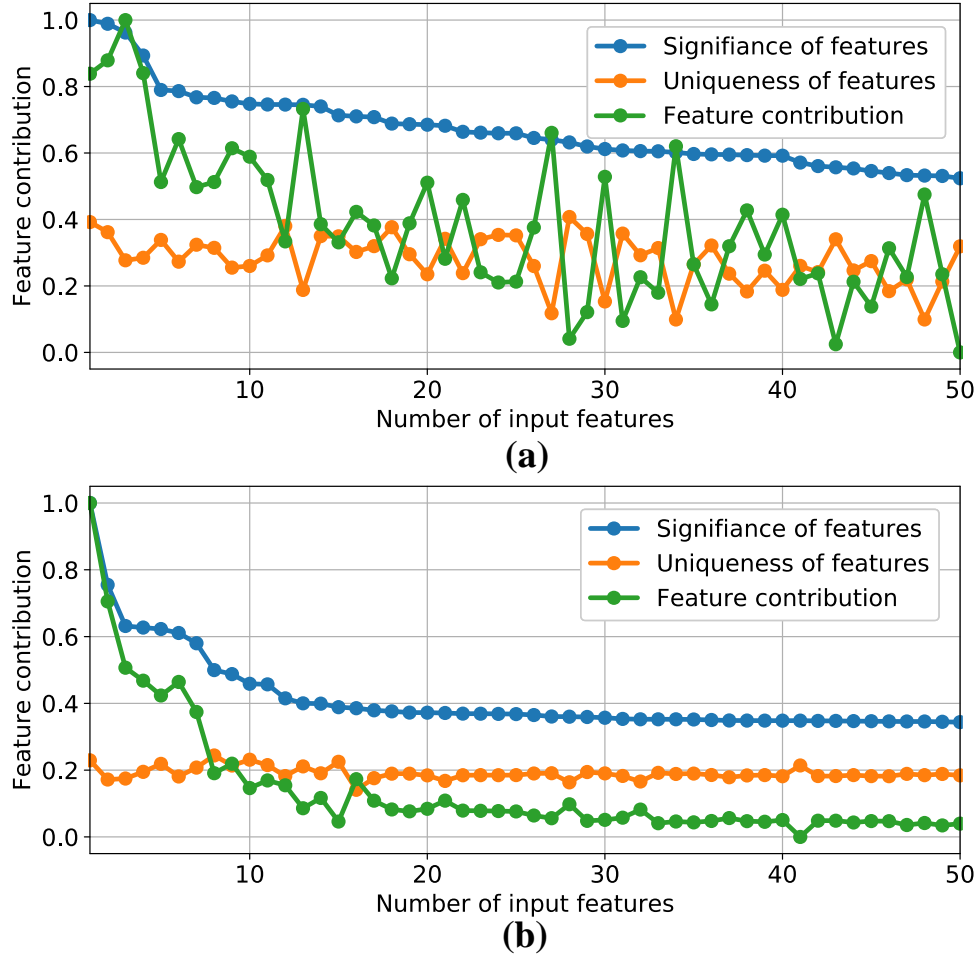 1.0
0.8
0.6
0.4
0.2
0.0
Feature contribution
Signifiance of features
Uniqueness of features
Feature contribution
10 20 30 40 50
Number of input features
(a)
1.0
0.8
0.6
0.4
0.2
0.0
Feature contribution
Signifiance of features
Uniqueness of features
Feature contribution
10 20 30 40 50
Number of input features
(b)